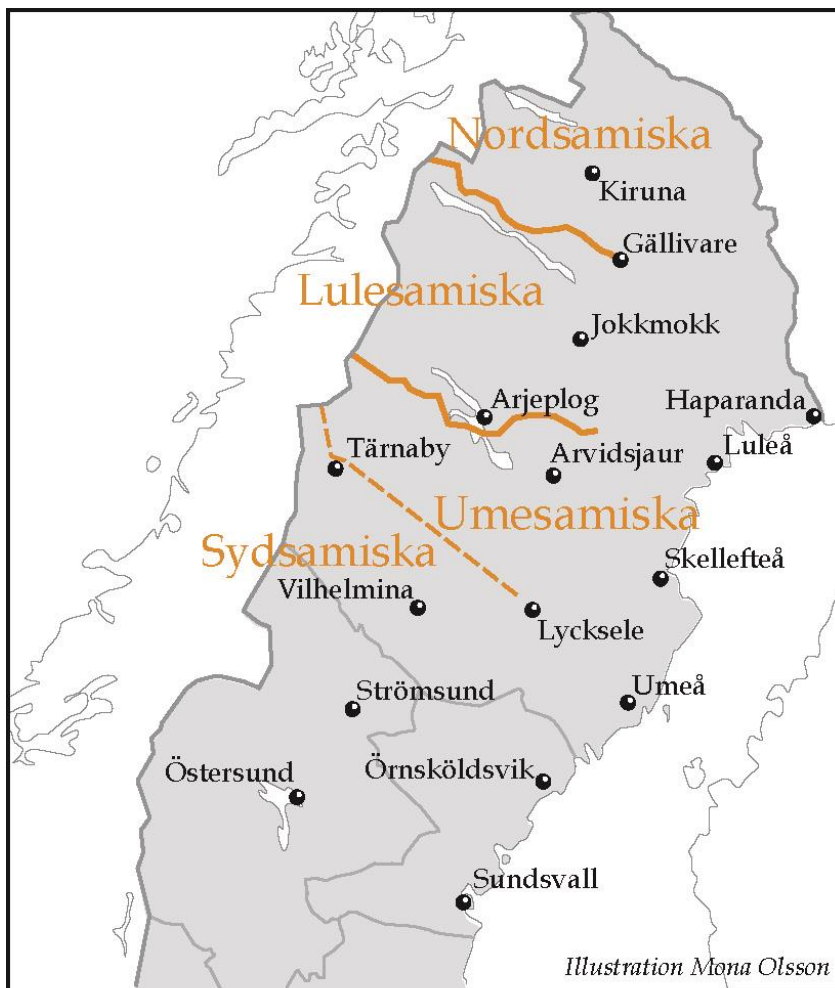 Nordsamiska
Kiruna
Gällivare
Lulesamiska
Jokkmokk
Arjeplog
Haparanda
Tärnaby
Arvidsjaur
Luleå
Umesamiska
Sydsamiska
Skellefteå
Vilhelmina
Lycksele
Strömsund
Umeå
Östersund
Örnsköldsvik
Sundsvall
Illustration Mona Olsson